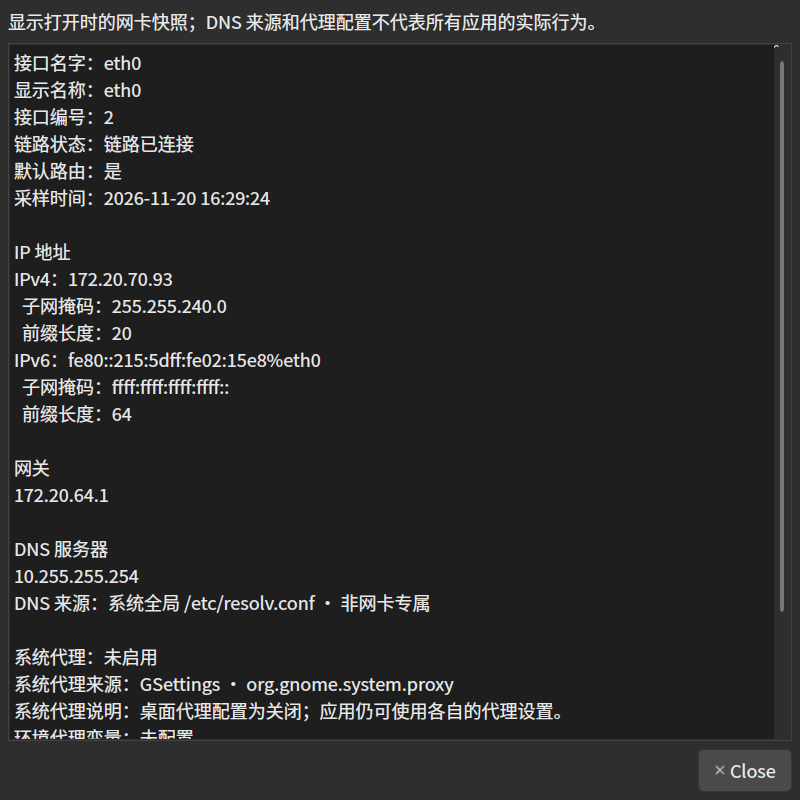 显示打开时的网卡快照；DNS 来源和代理配置不代表所有应用的实际行为。
接口名字：eth0
显示名称：eth0
接口编号：2
链路状态：链路已连接
默认路由：是
采样时间：2026-11-20 16:29:24
IP 地址
IPv4：172.20.70.93
子网掩码：255.255.240.0
前缀长度：20
IPv6：fe80::215:5dff:fe02:15e8%eth0
子网掩码：ffff:ffff:ffff:ffff::
前缀长度：64
网关
172.20.64.1
DNS 服务器
10.255.255.254
DNS 来源：系统全局 /etc/resolv.conf · 非网卡专属
系统代理：未启用
系统代理来源：GSettings · org.gnome.system.proxy
系统代理说明：桌面代理配置为关闭；应用仍可使用各自的代理设置。
环境代理变量：未配置
Close